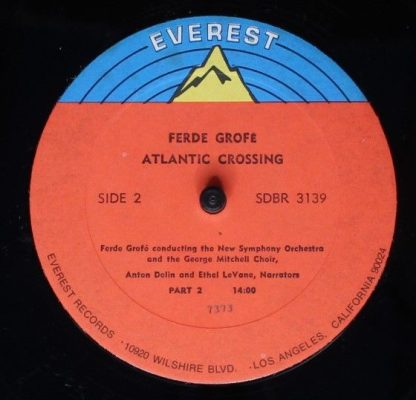 EVEREST
FERDE GROFÉ
ATLANTIC CROSSING
SIDE 2 SDBR 3139
Ferde Grofé conducting the New Symphony Orchestra
and the George Mitchell Choir,
Anton Dolin and Ethel LeVane, Narrators
PART 2 14:00
7373
EVEREST RECORDS · 10920 WILSHIRE BLVD. · LOS ANGELES, CALIFORNIA 90024